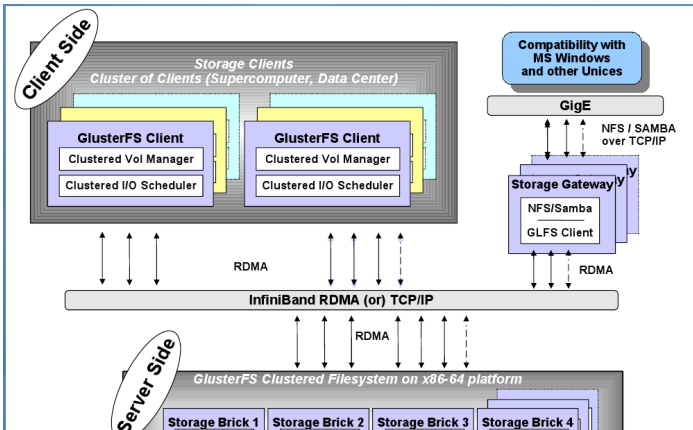 Client Side
Storage Clients
Cluster of Clients (Supercomputer, Data Center)
GlusterFS Client
Clustered Vol Manager
Clustered I/O Scheduler
GlusterFS Client
Clustered Vol Manager
Clustered I/O Scheduler
Compatibility with
MS Windows
and other Unices
GigE
NFS / SAMBA
over TCP/IP
Storage Gateway
NFS/Samba
GLFS Client
RDMA
RDMA
InfiniBand RDMA (or) TCP/IP
RDMA
Server Side
GlusterFS Clustered Filesystem on x86-64 platform
Storage Brick 1
Storage Brick 2
Storage Brick 3
Storage Brick 4